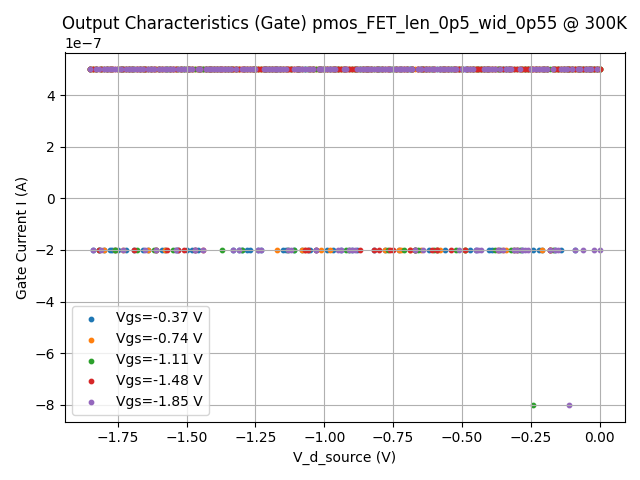 Output Characteristics (Gate) pmos_FET_len_0p5_wid_0p55 @ 300K
1e−7
4
2
0
−2
−4
−6
−8
Gate Current I (A)
Vgs=-0.37 V
Vgs=-0.74 V
Vgs=-1.11 V
Vgs=-1.48 V
Vgs=-1.85 V
−1.75 −1.50 −1.25 −1.00 −0.75 −0.50 −0.25 0.00
V_d_source (V)